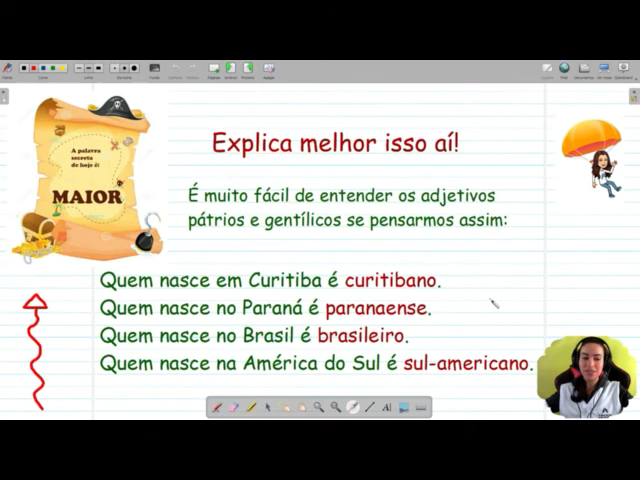 A palavra
secreta
de hoje é:
MAIOR
Explica melhor isso aí!
É muito fácil de entender os adjetivos
pátrios e gentílicos se pensarmos assim:
Quem nasce em Curitiba é curitibano.
Quem nasce no Paraná é paranaense.
Quem nasce no Brasil é brasileiro.
Quem nasce na América do Sul é sul-americano.